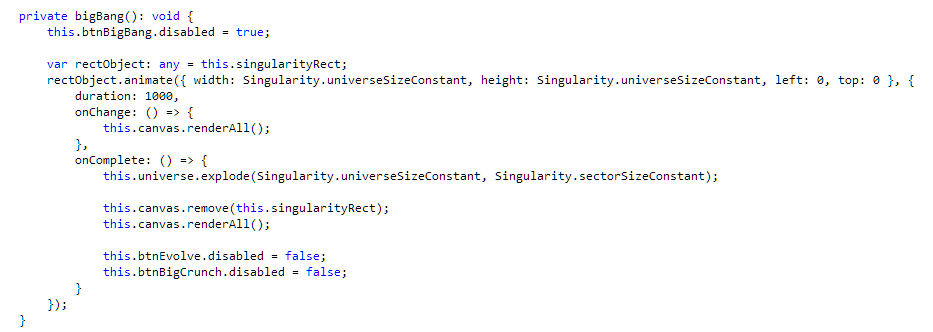 private bigBang(): void {
    this.btnBigBang.disabled = true;

    var rectObject: any = this.singularityRect;
    rectObject.animate({ width: Singularity.universeSizeConstant, height: Singularity.universeSizeConstant, left: 0, top: 0 }, {
        duration: 1000,
        onChange: () => {
            this.canvas.renderAll();
        },
        onComplete: () => {
            this.universe.explode(Singularity.universeSizeConstant, Singularity.sectorSizeConstant);

            this.canvas.remove(this.singularityRect);
            this.canvas.renderAll();

            this.btnEvolve.disabled = false;
            this.btnBigCrunch.disabled = false;
        }
    });
}